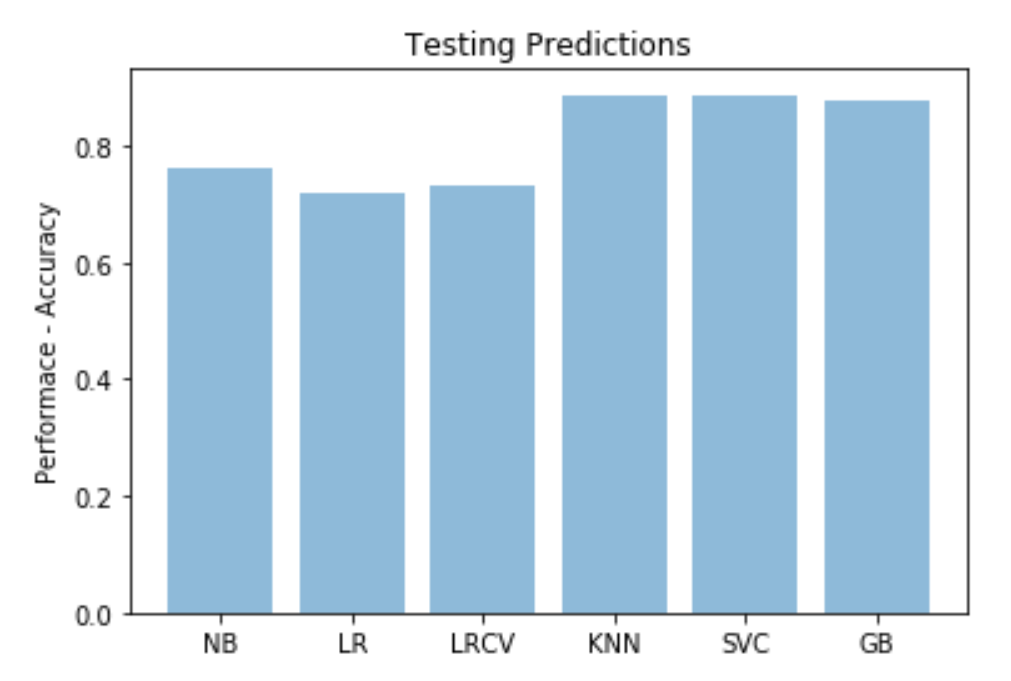 Testing Predictions
Performace - Accuracy
0.8
0.6
0.4
0.2
0.0
NB LR LRCV KNN SVC GB